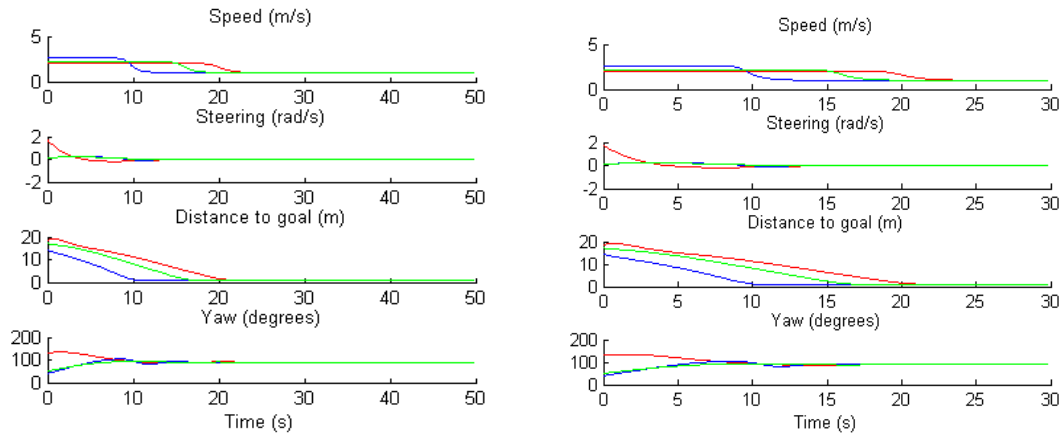 Speed (m/s)
5
0
0 10 20 30 40 50
Steering (rad/s)
2
0
-2
0 10 20 30 40 50
Distance to goal (m)
20
10
0
0 10 20 30 40 50
Yaw (degrees)
200
100
0
0 10 20 30 40 50
Time (s)
Speed (m/s)
5
0
0 5 10 15 20 25 30
Steering (rad/s)
2
0
-2
0 5 10 15 20 25 30
Distance to goal (m)
20
10
0
0 5 10 15 20 25 30
Yaw (degrees)
200
100
0
0 5 10 15 20 25 30
Time (s)